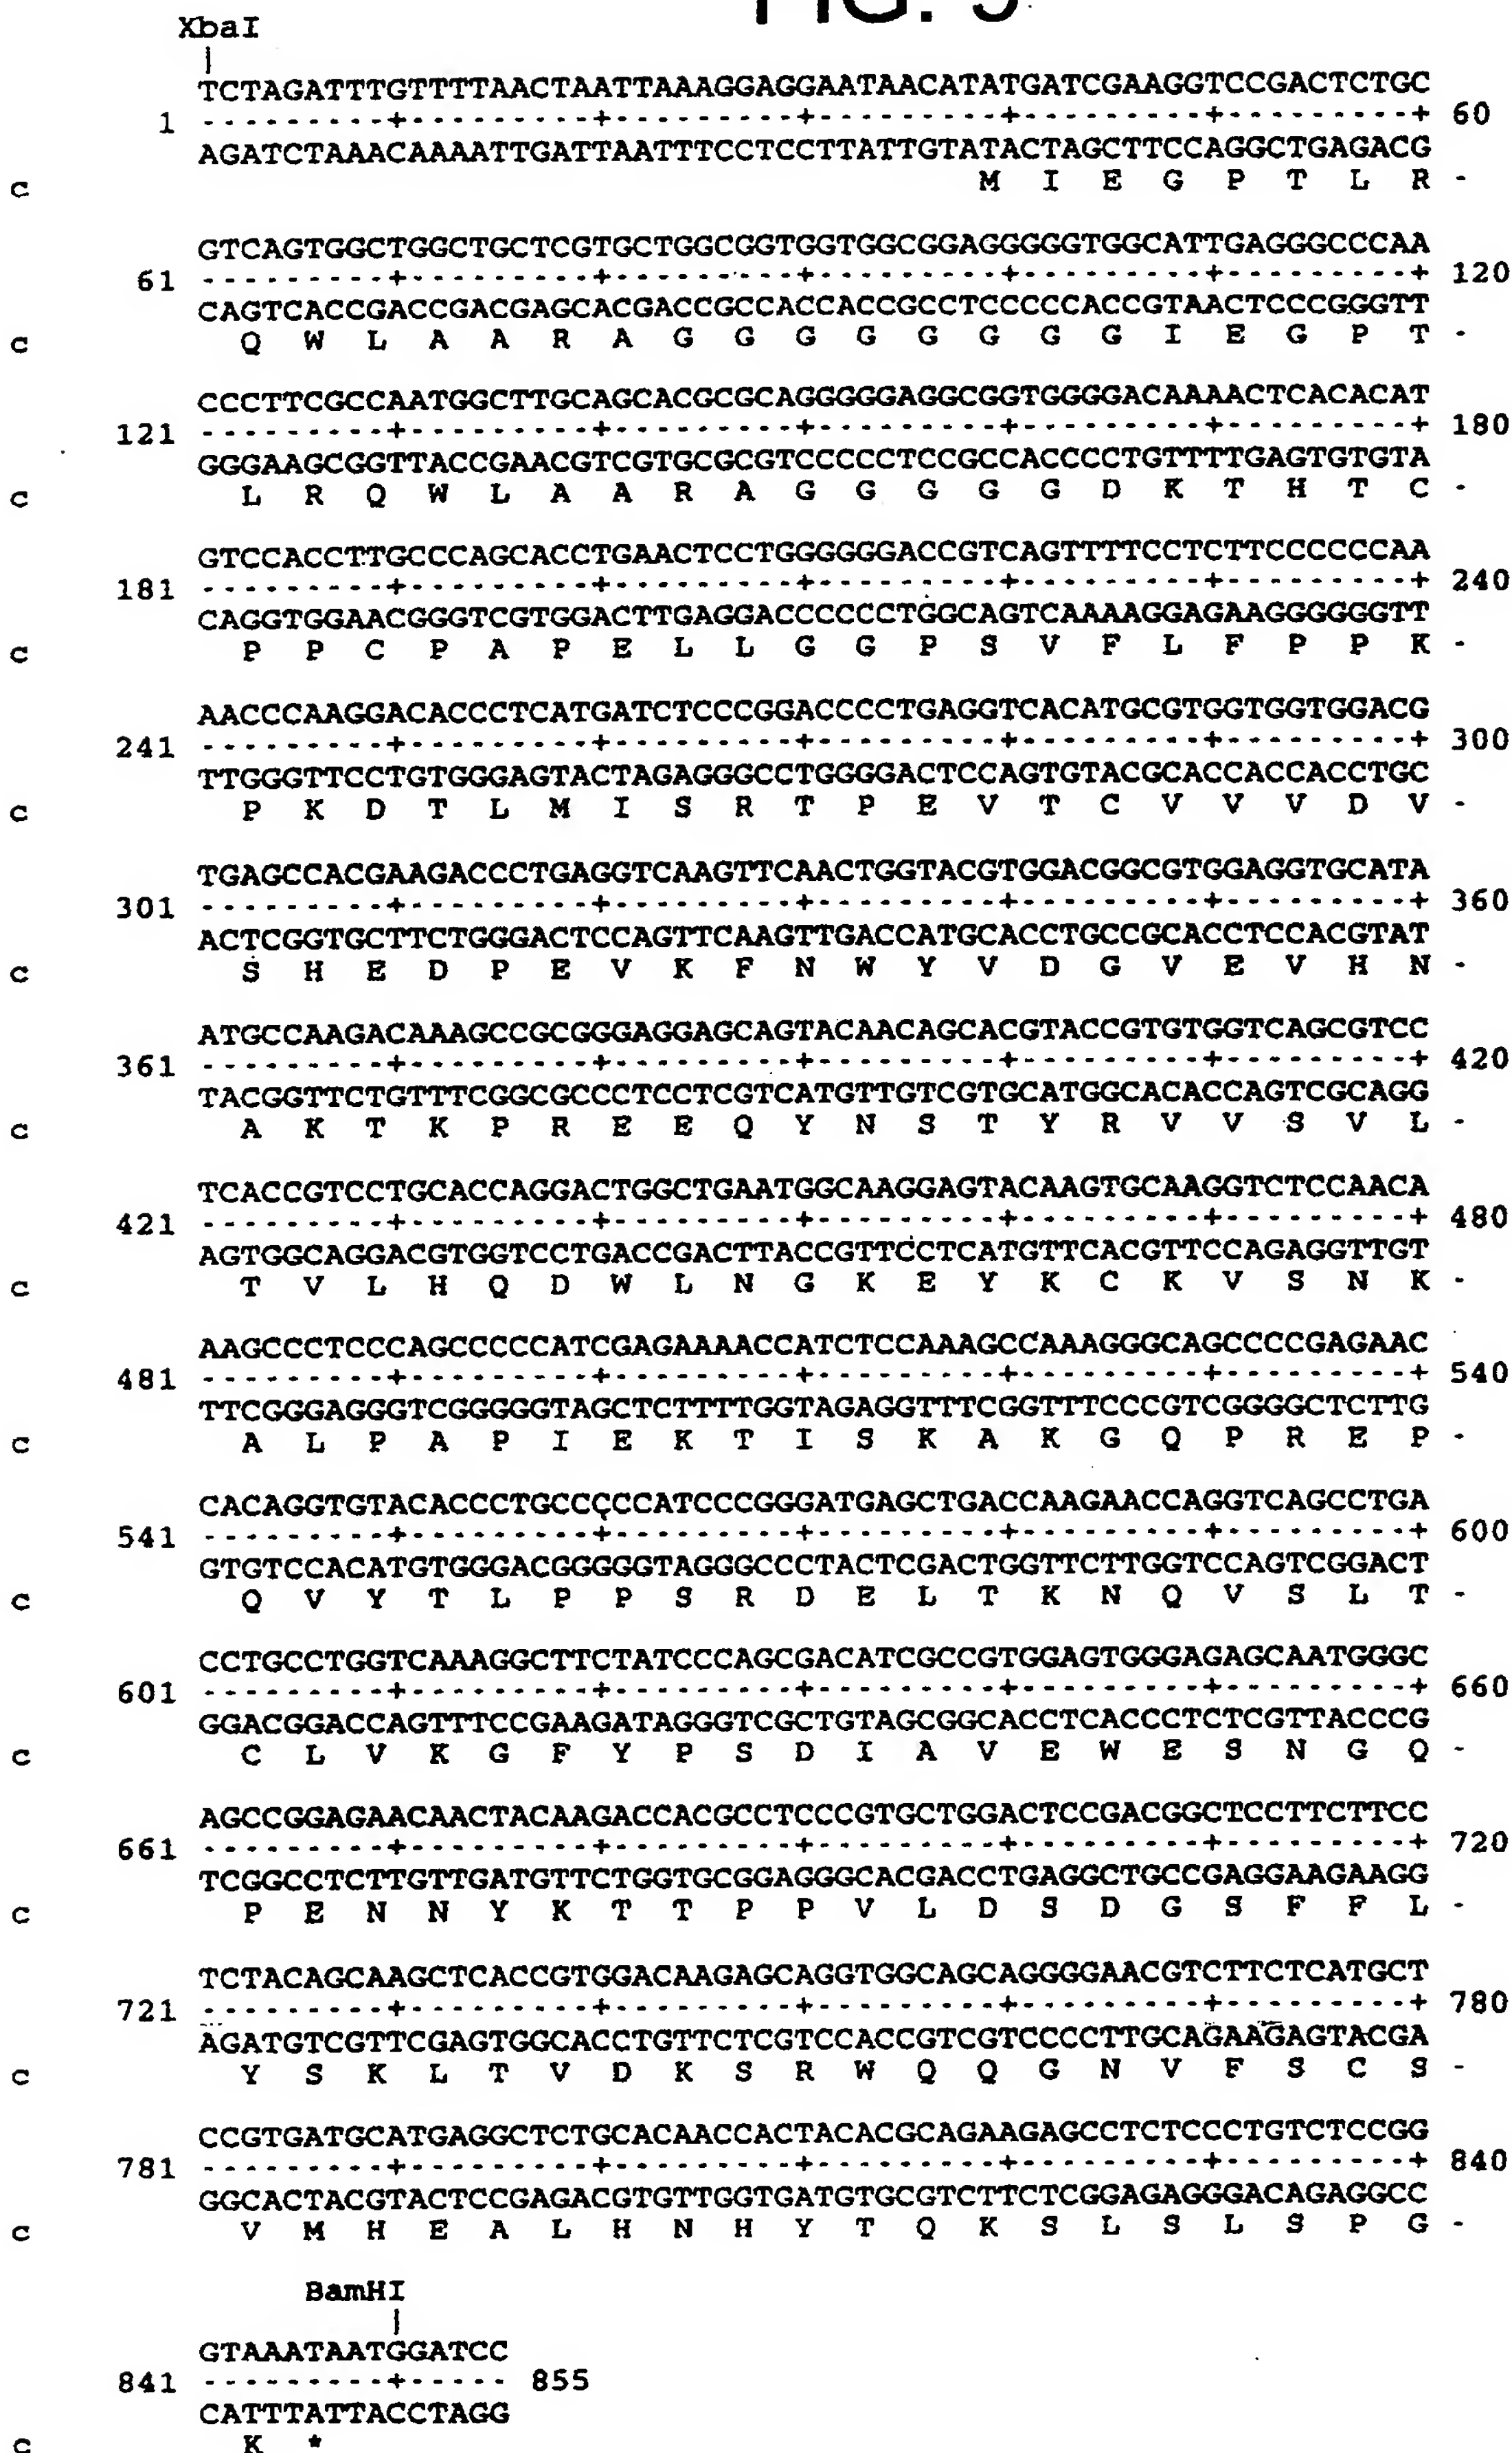 FIG. 9
XbaI
|
TCTAGATTTGTTTTAACTAATTAAAGGAGGAATAACATATGATCGAAGGTCCGACTCTGC
1 ---------+---------+---------+---------+---------+---------+ 60
AGATCTAAACAAAATTGATTAATTTCCTCCTTATTGTATACTAGCTTCCAGGCTGAGACG
c M I E G P T L R -
GTCAGTGGCTGGCTGCTCGTGCTGGCGGTGGTGGCGGAGGGGGTGGCATTGAGGGCCCAA
61 ---------+---------+---------+---------+---------+---------+ 120
CAGTCACCGACCGACGAGCACGACCGCCACCACCGCCTCCCCCACCGTAACTCCCGGGTT
c Q W L A A R A G G G G G G G G I E G P T -
CCCTTCGCCAATGGCTTGCAGCACGCGCAGGGGGAGGCGGTGGGGACAAAACTCACACAT
121 ---------+---------+---------+---------+---------+---------+ 180
GGGAAGCGGTTACCGAACGTCGTGCGCGTCCCCCTCCGCCACCCCTGTTTTGAGTGTGTA
c L R Q W L A A R A G G G G G D K T H T C -
GTCCACCTTGCCCAGCACCTGAACTCCTGGGGGGACCGTCAGTTTTCCTCTTCCCCCCAA
181 ---------+---------+---------+---------+---------+---------+ 240
CAGGTGGAACGGGTCGTGGACTTGAGGACCCCCCTGGCAGTCAAAAGGAGAAGGGGGGTT
c P P C P A P E L L G G P S V F L F P P K -
AACCCAAGGACACCCTCATGATCTCCCGGACCCCTGAGGTCACATGCGTGGTGGTGGACG
241 ---------+---------+---------+---------+---------+---------+ 300
TTGGGTTCCTGTGGGAGTACTAGAGGGCCTGGGGACTCCAGTGTACGCACCACCACCTGC
c P K D T L M I S R T P E V T C V V V D V -
TGAGCCACGAAGACCCTGAGGTCAAGTTCAACTGGTACGTGGACGGCGTGGAGGTGCATA
301 ---------+---------+---------+---------+---------+---------+ 360
ACTCGGTGCTTCTGGGACTCCAGTTCAAGTTGACCATGCACCTGCCGCACCTCCACGTAT
c S H E D P E V K F N W Y V D G V E V H N -
ATGCCAAGACAAAGCCGCGGGAGGAGCAGTACAACAGCACGTACCGTGTGGTCAGCGTCC
361 ---------+---------+---------+---------+---------+---------+ 420
TACGGTTCTGTTTCGGCGCCCTCCTCGTCATGTTGTCGTGCATGGCACACCAGTCGCAGG
c A K T K P R E E Q Y N S T Y R V V S V L -
TCACCGTCCTGCACCAGGACTGGCTGAATGGCAAGGAGTACAAGTGCAAGGTCTCCAACA
421 ---------+---------+---------+---------+---------+---------+ 480
AGTGGCAGGACGTGGTCCTGACCGACTTACCGTTCCTCATGTTCACGTTCCAGAGGTTGT
c T V L H Q D W L N G K E Y K C K V S N K -
AAGCCCTCCCAGCCCCCATCGAGAAAACCATCTCCAAAGCCAAAGGGCAGCCCCGAGAAC
481 ---------+---------+---------+---------+---------+---------+ 540
TTCGGGAGGGTCGGGGGTAGCTCTTTTGGTAGAGGTTTCGGTTTCCCGTCGGGGCTCTTG
c A L P A P I E K T I S K A K G Q P R E P -
CACAGGTGTACACCCTGCCCCCATCCCGGGATGAGCTGACCAAGAACCAGGTCAGCCTGA
541 ---------+---------+---------+---------+---------+---------+ 600
GTGTCCACATGTGGGACGGGGGTAGGGCCCTACTCGACTGGTTCTTGGTCCAGTCGGACT
c Q V Y T L P P S R D E L T K N Q V S L T -
CCTGCCTGGTCAAAGGCTTCTATCCCAGCGACATCGCCGTGGAGTGGGAGAGCAATGGGC
601 ---------+---------+---------+---------+---------+---------+ 660
GGACGGACCAGTTTCCGAAGATAGGGTCGCTGTAGCGGCACCTCACCCTCTCGTTACCCG
c C L V K G F Y P S D I A V E W E S N G Q -
AGCCGGAGAACAACTACAAGACCACGCCTCCCGTGCTGGACTCCGACGGCTCCTTCTTCC
661 ---------+---------+---------+---------+---------+---------+ 720
TCGGCCTCTTGTTGATGTTCTGGTGCGGAGGGCACGACCTGAGGCTGCCGAGGAAGAAGG
c P E N N Y K T T P P V L D S D G S F F L -
TCTACAGCAAGCTCACCGTGGACAAGAGCAGGTGGCAGCAGGGGAACGTCTTCTCATGCT
721 ---------+---------+---------+---------+---------+---------+ 780
AGATGTCGTTCGAGTGGCACCTGTTCTCGTCCACCGTCGTCCCCTTGCAGAAGAGTACGA
c Y S K L T V D K S R W Q Q G N V F S C S -
CCGTGATGCATGAGGCTCTGCACAACCACTACACGCAGAAGAGCCTCTCCCTGTCTCCGG
781 ---------+---------+---------+---------+---------+---------+ 840
GGCACTACGTACTCCGAGACGTGTTGGTGATGTGCGTCTTCTCGGAGAGGGACAGAGGCC
c V M H E A L H N H Y T Q K S L S L S P G -
BamHI
|
GTAAATAATGGATCC
841 ---------+----- 855
CATTTATTACCTAGG
c K *